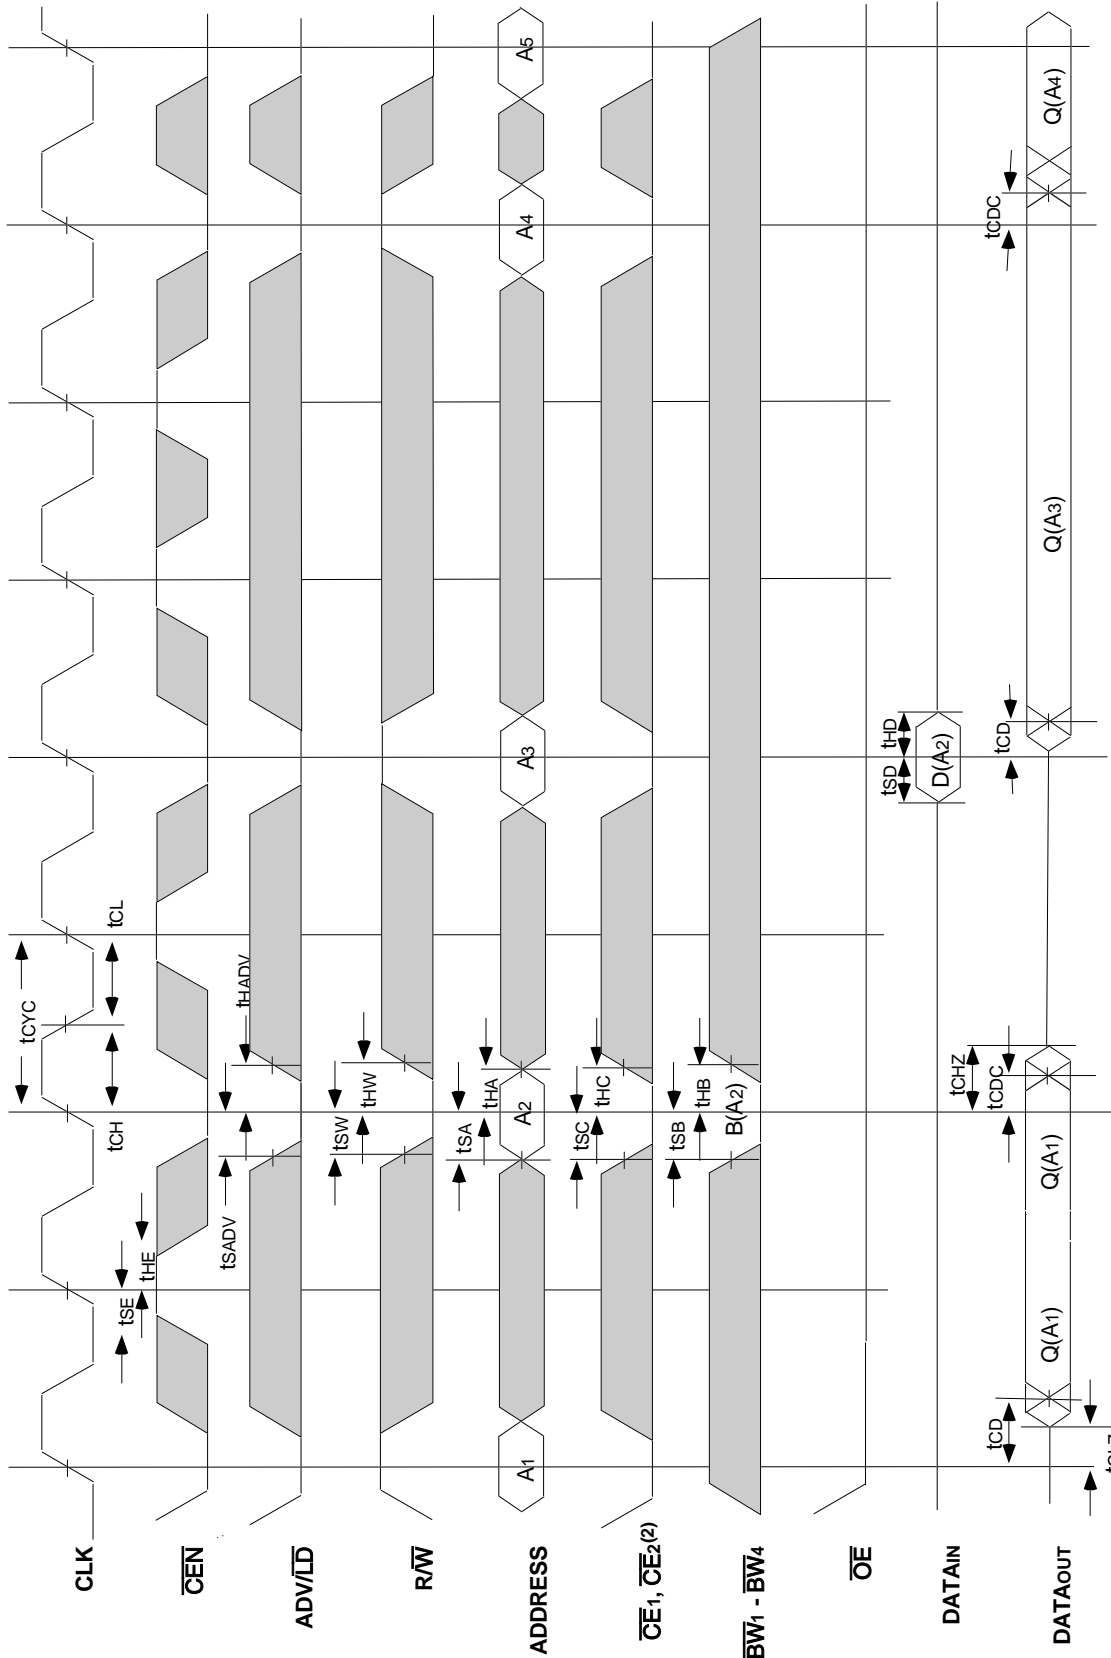 CLK
tCYC
tCH
tCL
CEN
tSE
tHE
ADV/LD
tSADV
tHADV
R/W
tSW
tHW
ADDRESS
A1
A2
A3
A4
A5
tSA
tHA
CE1, CE2(2)
tSC
tHC
BW1 - BW4
tSB
tHB
B(A2)
OE
DATAIN
tSD
tHD
D(A2)
DATAOUT
tCD
Q(A1)
Q(A1)
tCHZ
tCDC
tCD
Q(A3)
tCDC
Q(A4)